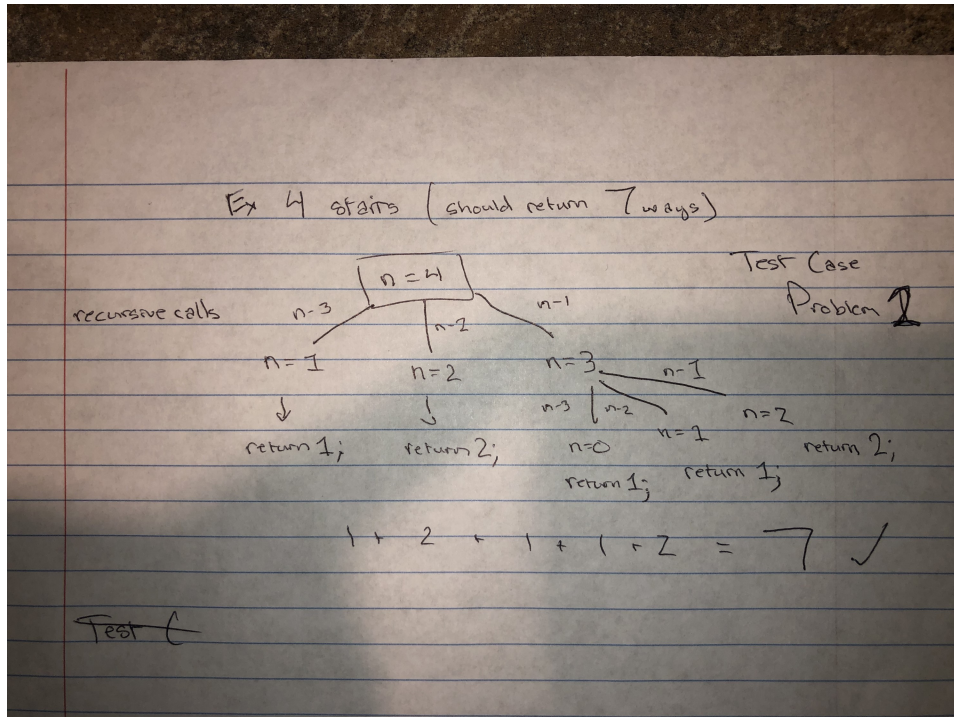 Ex 4 stairs (should return 7 ways)
Test Case
Problem 1
n = 4
recursive calls
n-3
n-2
n-1
n = 1
n = 2
n = 3
n-1
n-3
n-2
n = 2
return 1;
return 2;
n=0
n = 1
return 2;
return 1;
return 1;
1 + 2 + 1 + 1 + 2 = 7 ✓
Test C